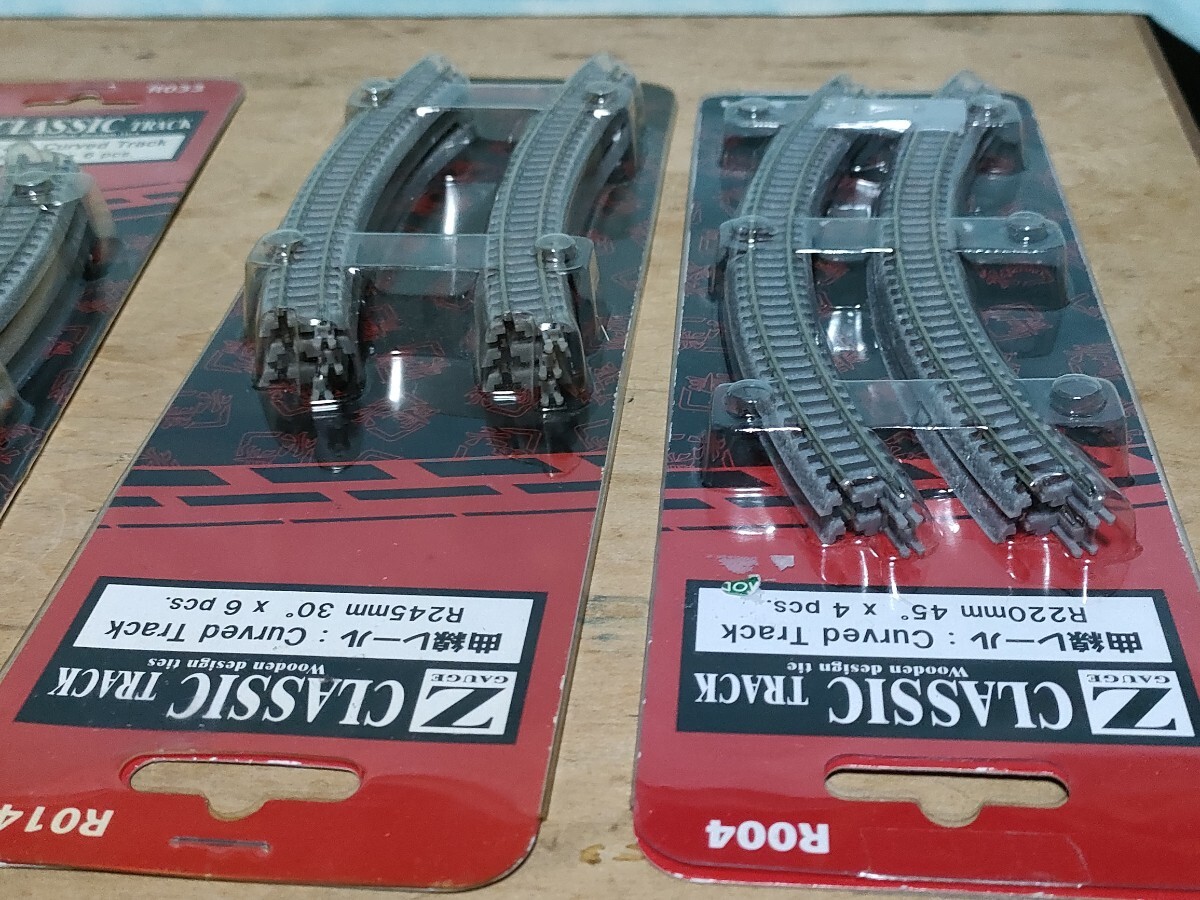 R033
CLASSIC TRACK
Curved Track
6 pcs.
R014
Z GAUGE
CLASSIC TRACK
Wooden design ties
曲線レール : Curved Track
R245mm 30° x 6 pcs.
R004
Z GAUGE
CLASSIC TRACK
Wooden design tie
曲線レール : Curved Track
R220mm 45° x 4 pcs.